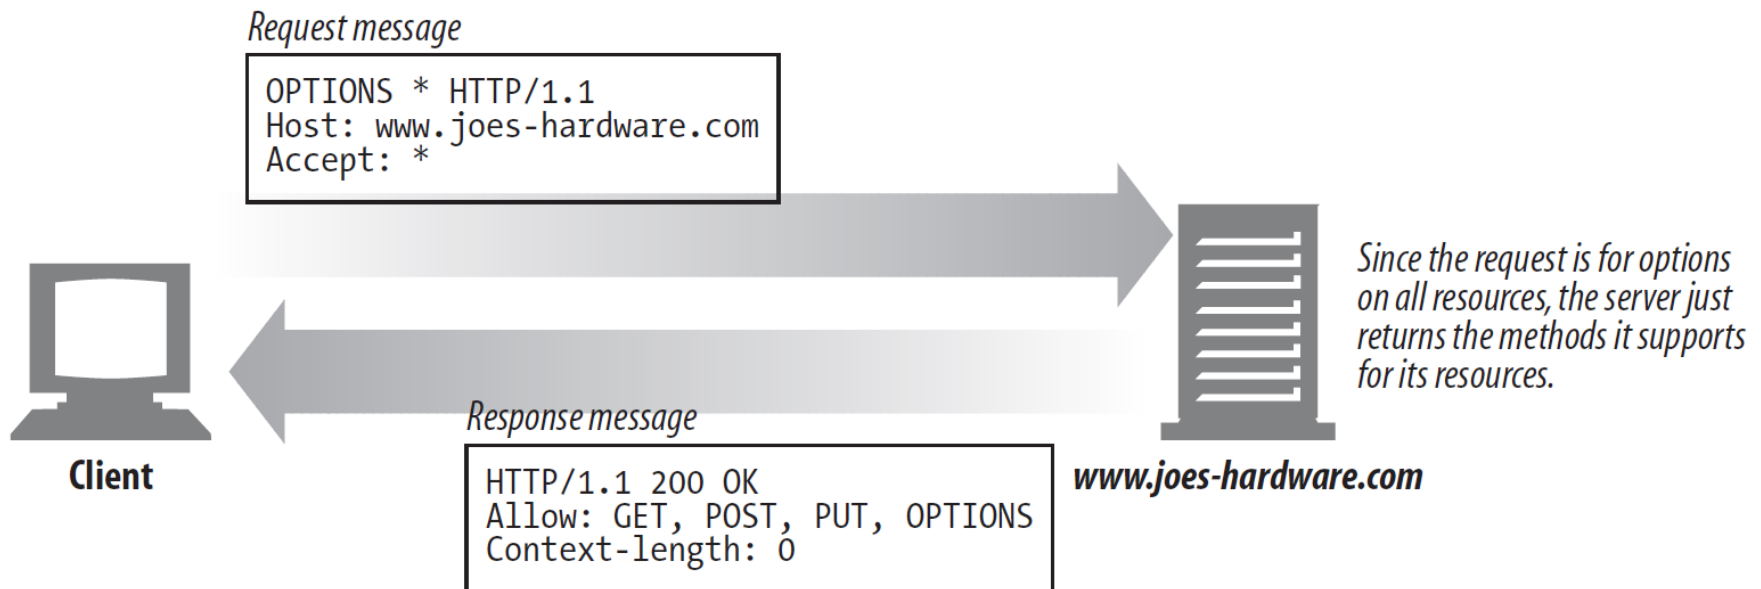 Request message
OPTIONS * HTTP/1.1
Host: www.joes-hardware.com
Accept: *
Since the request is for options
on all resources, the server just
returns the methods it supports
for its resources.
Client
www.joes-hardware.com
Response message
HTTP/1.1 200 OK
Allow: GET, POST, PUT, OPTIONS
Context-length: 0